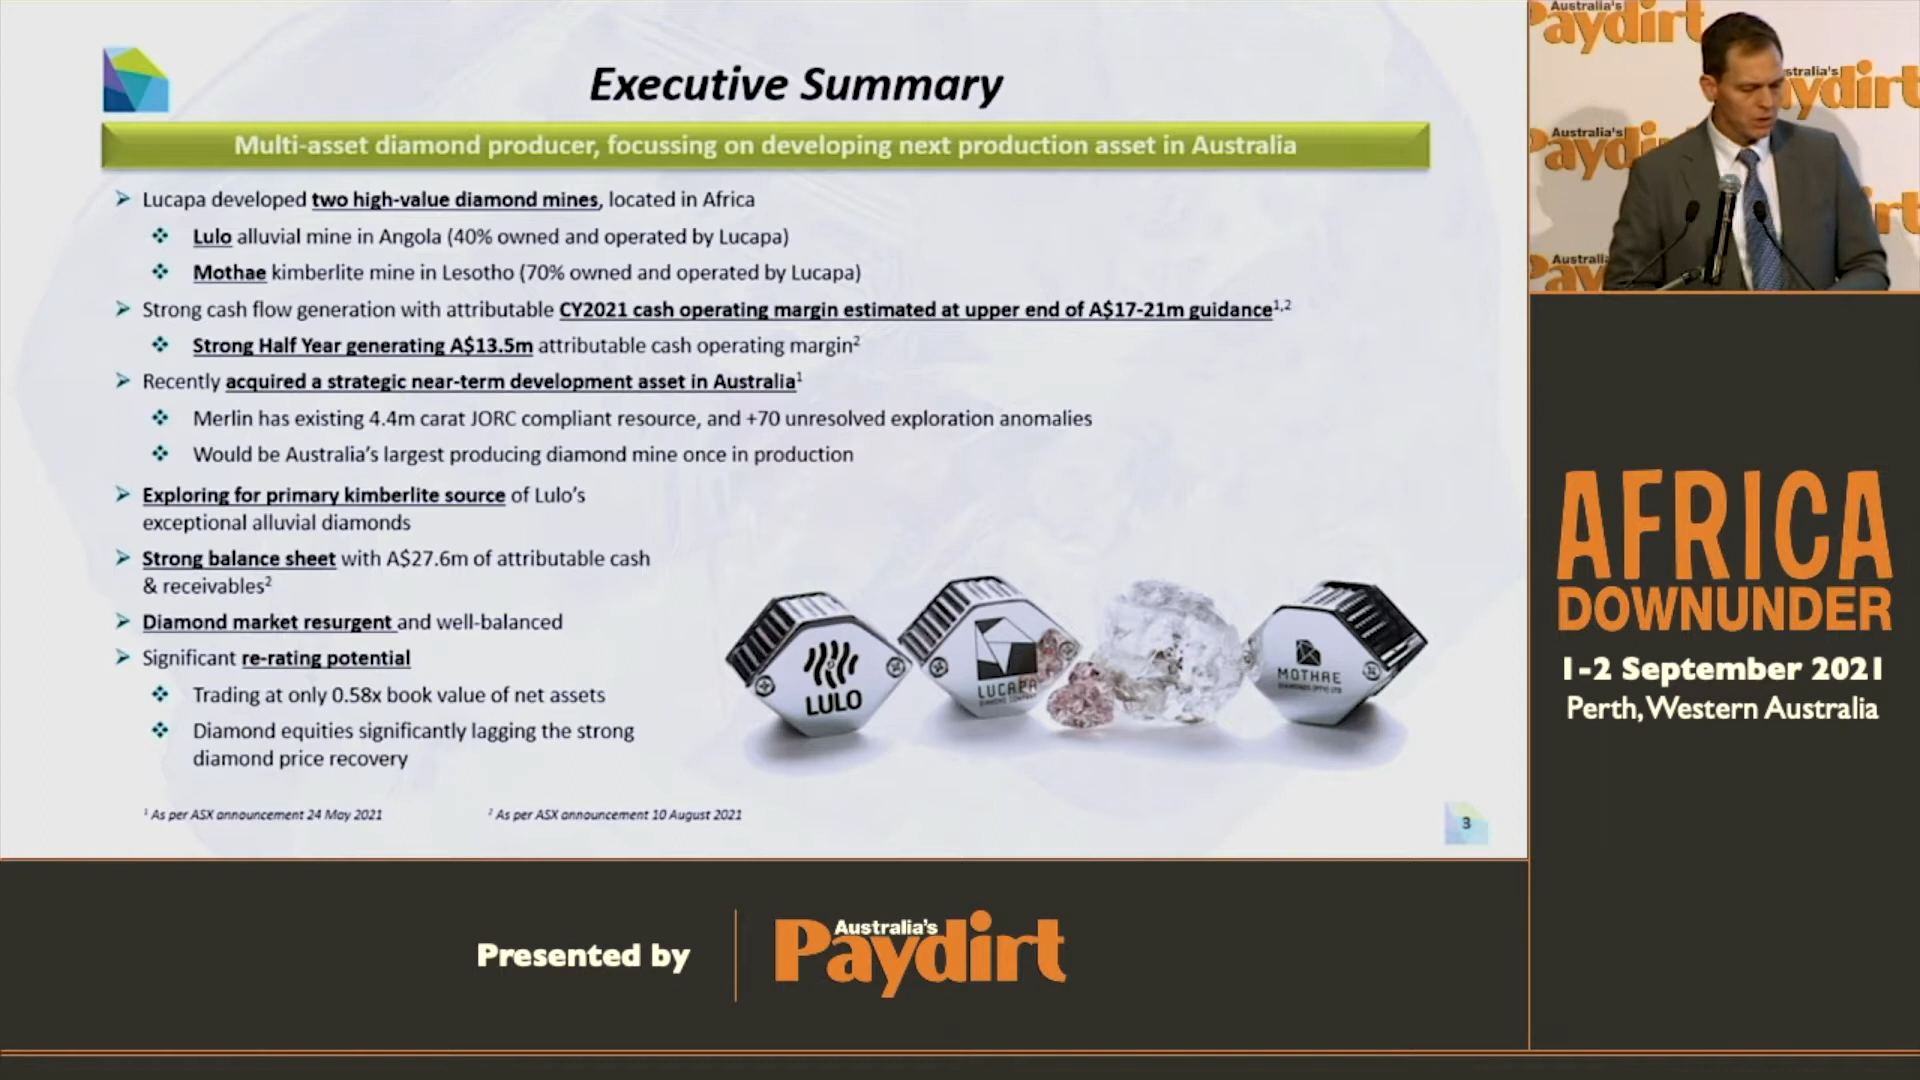 Executive Summary
Multi-asset diamond producer, focussing on developing next production asset in Australia
➢ Lucapa developed two high-value diamond mines, located in Africa
❖ Lulo alluvial mine in Angola (40% owned and operated by Lucapa)
❖ Mothae kimberlite mine in Lesotho (70% owned and operated by Lucapa)
➢ Strong cash flow generation with attributable CY2021 cash operating margin estimated at upper end of A$17-21m guidance1,2
❖ Strong Half Year generating A$13.5m attributable cash operating margin2
➢ Recently acquired a strategic near-term development asset in Australia1
❖ Merlin has existing 4.4m carat JORC compliant resource, and +70 unresolved exploration anomalies
❖ Would be Australia's largest producing diamond mine once in production
➢ Exploring for primary kimberlite source of Lulo's
exceptional alluvial diamonds
➢ Strong balance sheet with A$27.6m of attributable cash
& receivables2
➢ Diamond market resurgent and well-balanced
➢ Significant re-rating potential
❖ Trading at only 0.58x book value of net assets
❖ Diamond equities significantly lagging the strong
diamond price recovery
LULO
LUCAPA
DIAMOND COMPANY
MOTHAE
DIAMONDS (PTY) LTD
1 As per ASX announcement 24 May 2021
2 As per ASX announcement 10 August 2021
3
Australia's
Paydirt
stralia's
ydirt
Australia's
Payd
rt
Australia
Pay
AFRICA
DOWNUNDER
1-2 September 2021
Perth, Western Australia
Presented by
Australia's
Paydirt